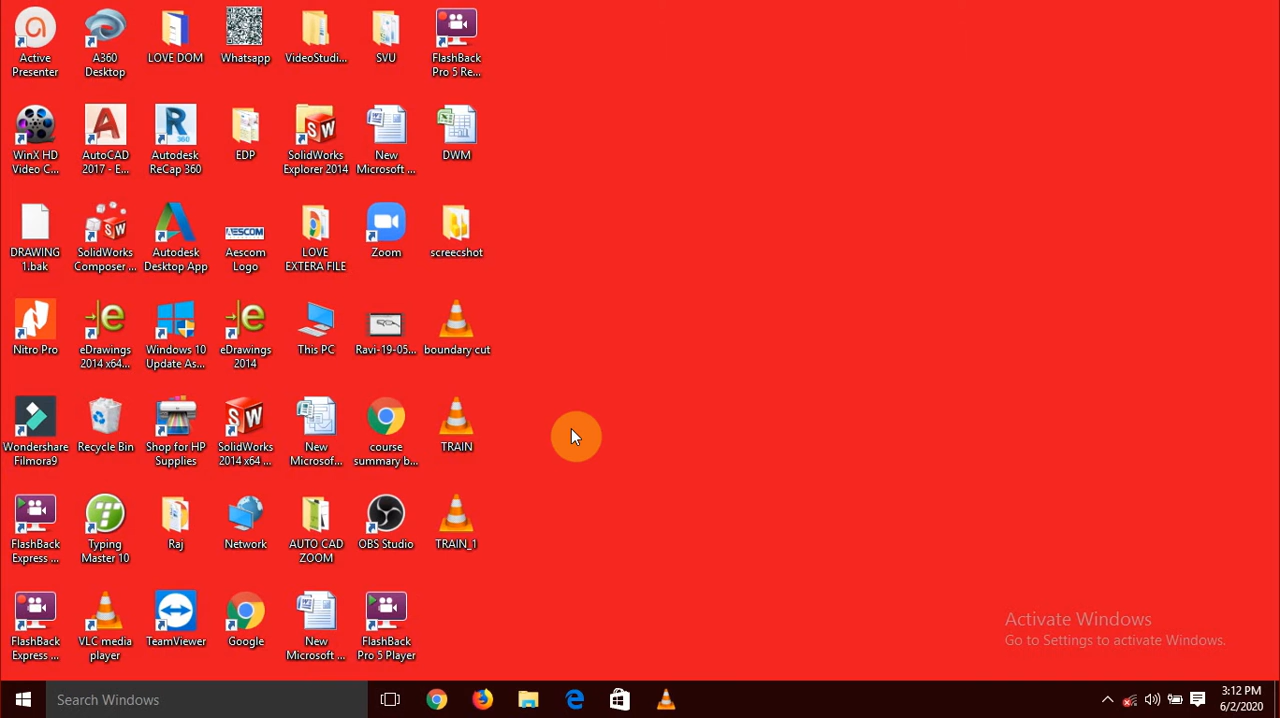 Active
Presenter
A360
Desktop
LOVE DOM
Whatsapp
VideoStudi...
SVU
FlashBack
Pro 5 Re...
WinX HD
Video C...
AutoCAD
2017 - E...
Autodesk
ReCap 360
EDP
SolidWorks
Explorer 2014
New
Microsoft ...
DWM
DRAWING
1.bak
SolidWorks
Composer ...
Autodesk
Desktop App
AESCOM
Aescom
Logo
LOVE
EXTERA FILE
Zoom
screecshot
Nitro Pro
eDrawings
2014 x64...
Windows 10
Update As...
eDrawings
2014
This PC
Ravi-19-05...
boundary cut
Wondershare
Filmora9
Recycle Bin
Shop for HP
Supplies
SolidWorks
2014 x64 ...
New
Microsof...
course
summary b...
TRAIN
FlashBack
Express ...
Typing
Master 10
Raj
Network
AUTO CAD
ZOOM
OBS Studio
TRAIN_1
FlashBack
Express ...
VLC media
player
TeamViewer
Google
New
Microsoft ...
FlashBack
Pro 5 Player
Activate Windows
Go to Settings to activate Windows.
Search Windows
3:12 PM
6/2/2020